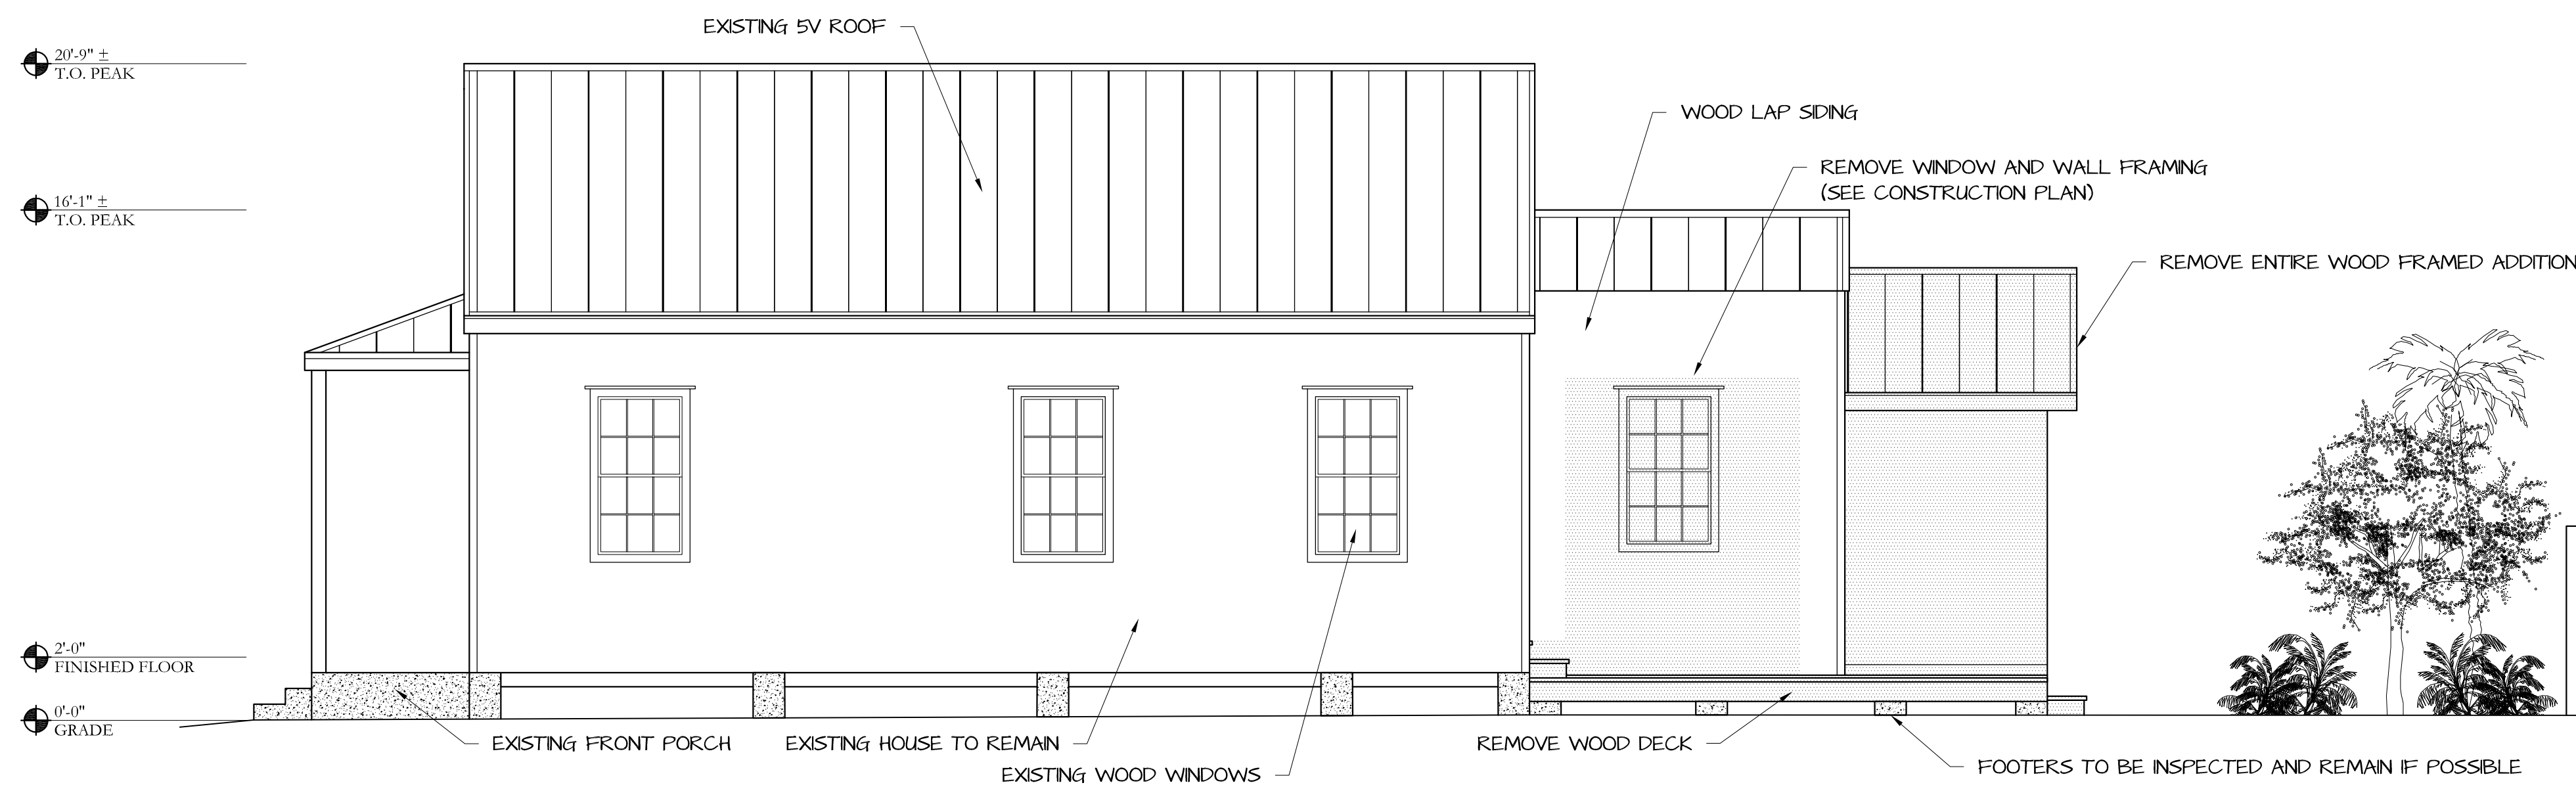 EXISTING 5V ROOF
20'-9" ±
T.O. PEAK
WOOD LAP SIDING
REMOVE WINDOW AND WALL FRAMING
(SEE CONSTRUCTION PLAN)
16'-1" ±
T.O. PEAK
REMOVE ENTIRE WOOD FRAMED ADDITION
2'-0"
FINISHED FLOOR
0'-0"
GRADE
EXISTING FRONT PORCH
EXISTING HOUSE TO REMAIN
REMOVE WOOD DECK
EXISTING WOOD WINDOWS
FOOTERS TO BE INSPECTED AND REMAIN IF POSSIBLE